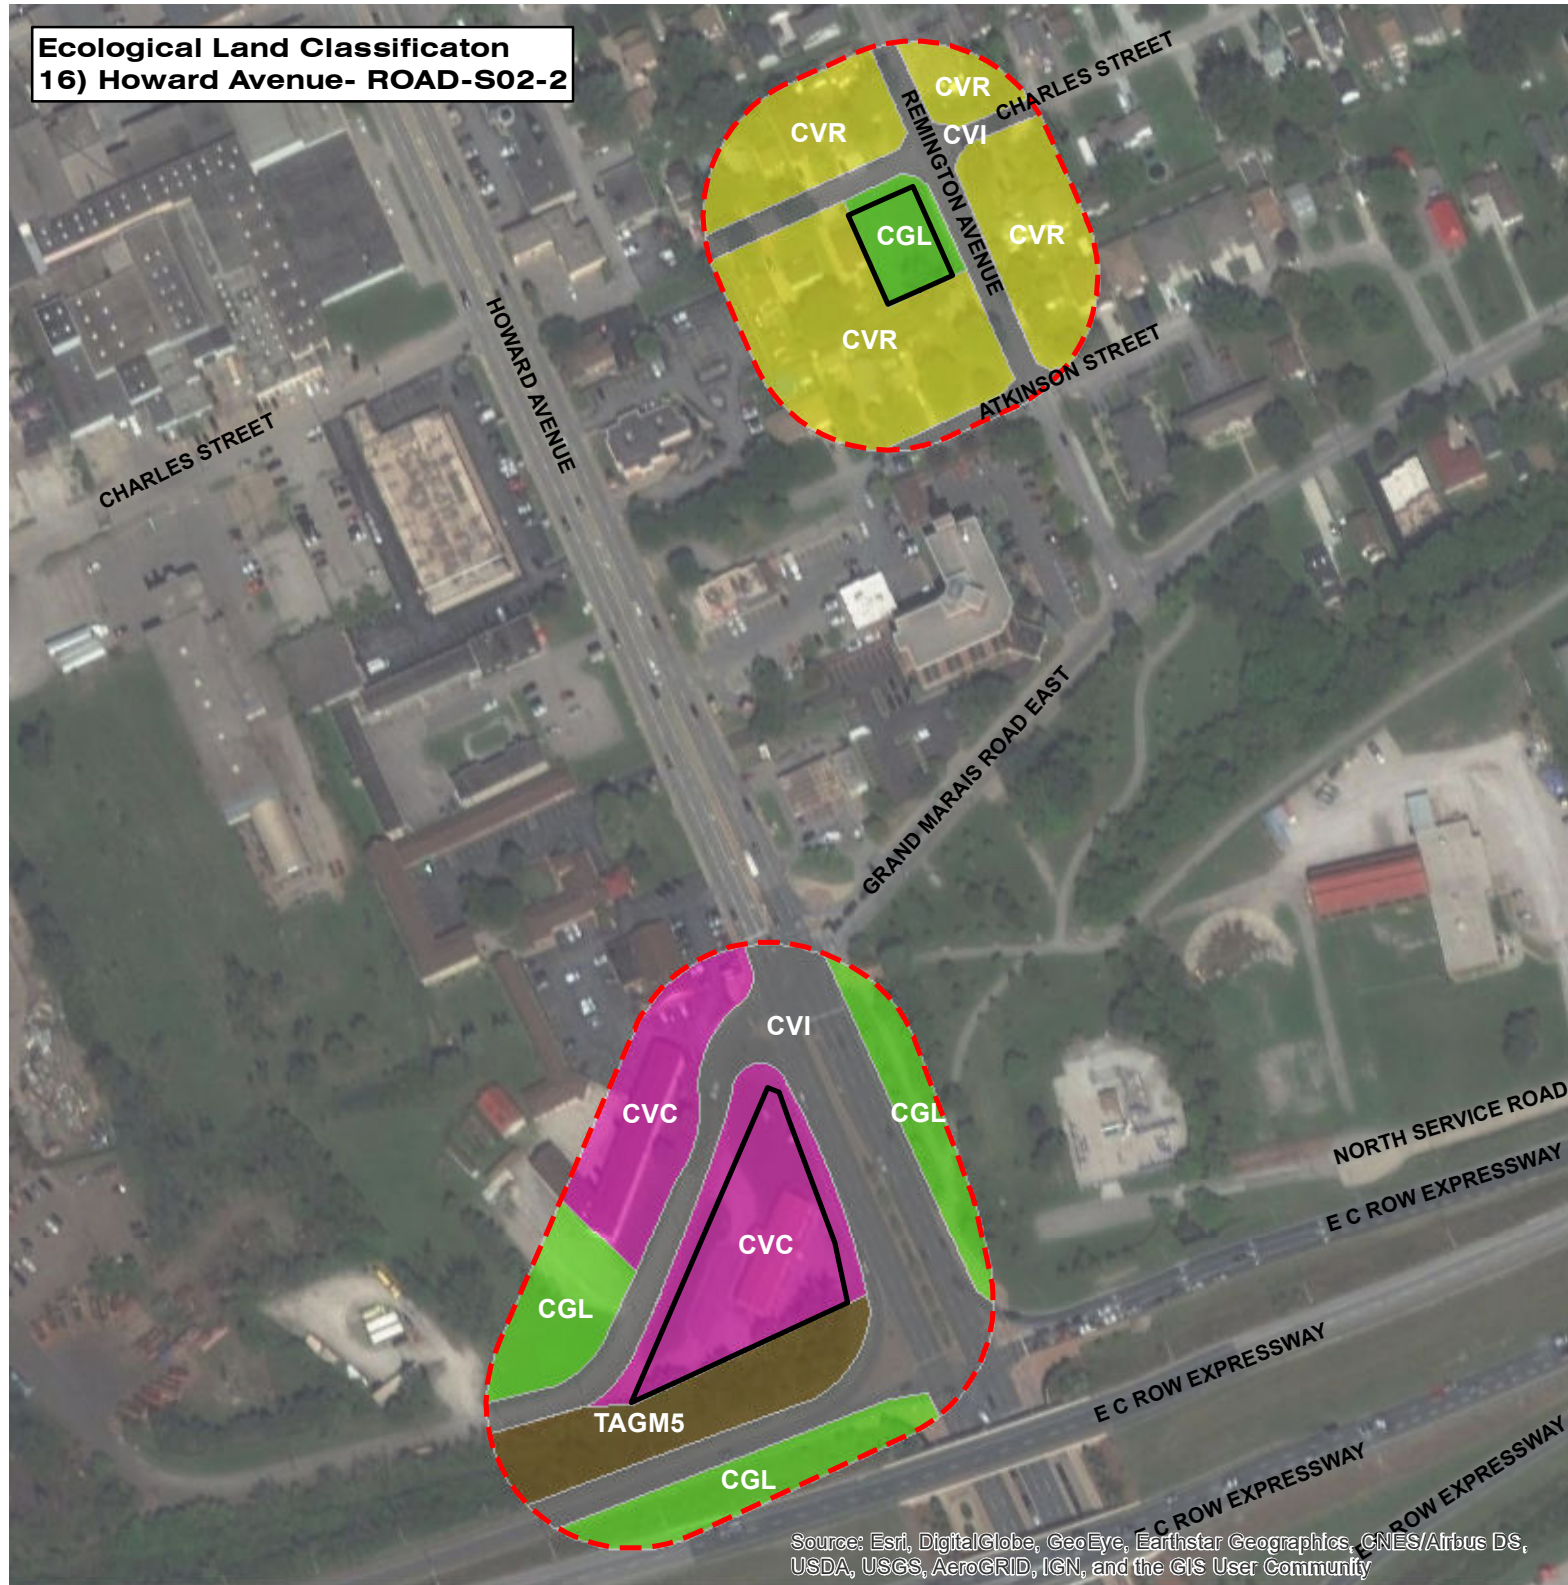 Ecological Land Classificaton
16) Howard Avenue- ROAD-S02-2
CHARLES STREET
CVR
CVR
CVI
REMINGTON AVENUE
CGL
CVR
CVR
ATKINSON STREET
HOWARD AVENUE
CHARLES STREET
GRAND MARAIS ROAD EAST
CVI
CVC
CGL
NORTH SERVICE ROAD
E C ROW EXPRESSWAY
CVC
CGL
E C ROW EXPRESSWAY
TAGM5
CGL
E C ROW EXPRESSWAY
E C ROW EXPRESSWAY
Source: Esri, DigitalGlobe, GeoEye, Earthstar Geographics, CNES/Airbus DS,
USDA, USGS, AeroGRID, IGN, and the GIS User Community